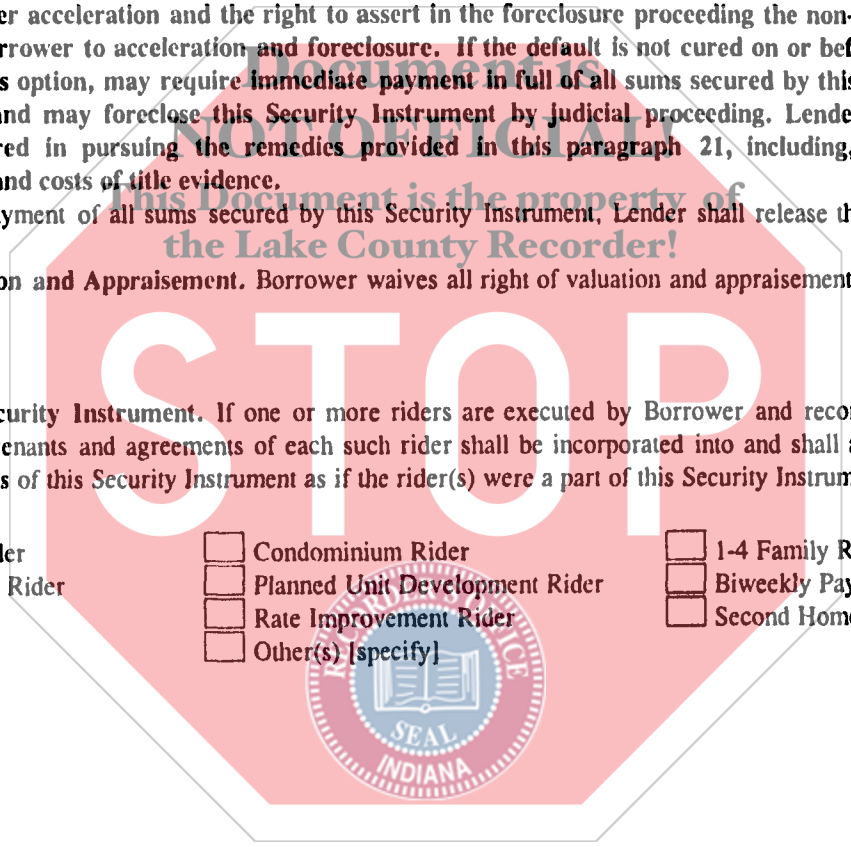 er acceleration and the right to assert in the foreclosure proceeding the non-
rrower to acceleration and foreclosure. If the default is not cured on or bef
s option, may require immediate payment in full of all sums secured by this
nd may foreclose this Security Instrument by judicial proceeding. Lende
red in pursuing the remedies provided in this paragraph 21, including,
nd costs of title evidence.
yment of all sums secured by this Security Instrument, Lender shall release th
on and Appraisement. Borrower waives all right of valuation and appraisement
Document is
NOT OFFICIAL!
This Document is the property of
the Lake County Recorder!
STOP
curity Instrument. If one or more riders are executed by Borrower and recor
enants and agreements of each such rider shall be incorporated into and shall a
s of this Security Instrument as if the rider(s) were a part of this Security Instrum
der Condominium Rider 1-4 Family R
Rider Planned Unit Development Rider Biweekly Pay
Rate Improvement Rider Second Home
Other(s) [specify]
RECORDER'S OFFICE
SEAL
INDIANA